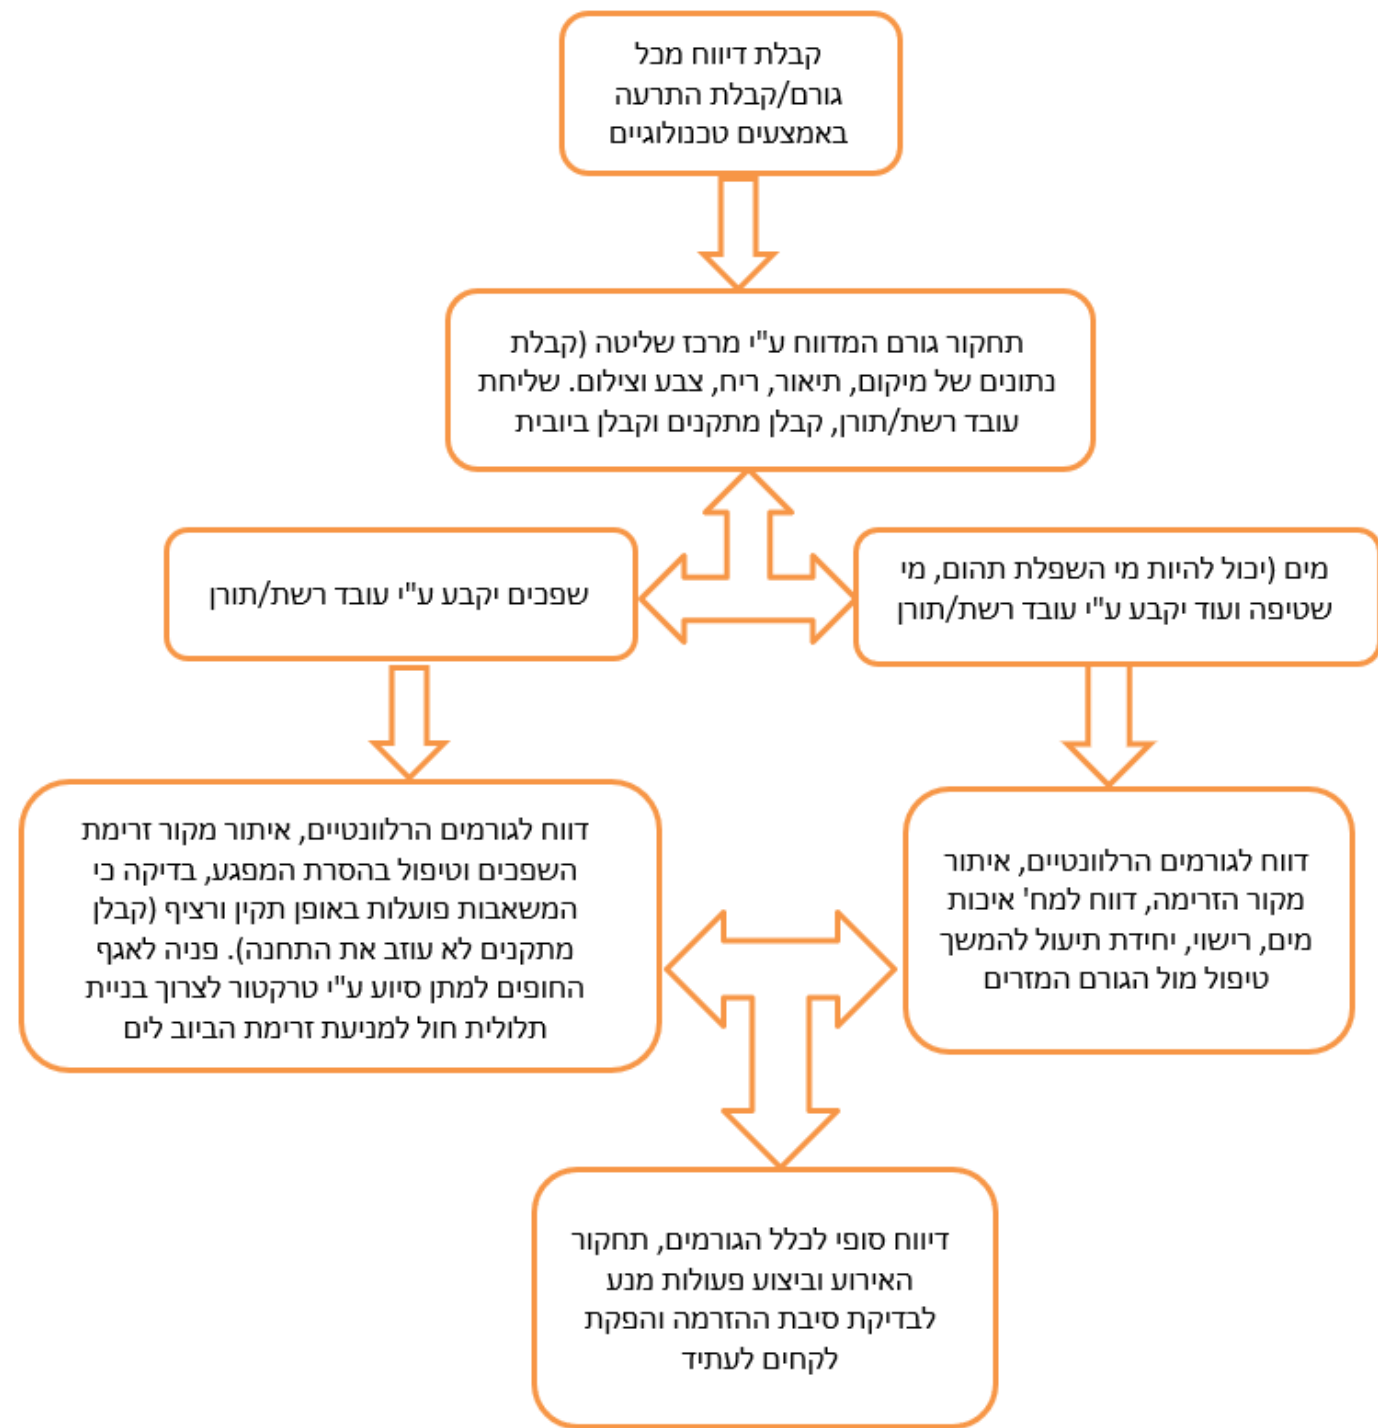 קבלת דיווח מכל
גורם/קבלת התרעה
באמצעים טכנולוגיים
תחקור גורם המדווח ע"י מרכז שליטה (קבלת
נתונים של מיקום, תיאור, ריח, צבע וצילום. שליחת
עובד רשת/תורן, קבלן מתקנים וקבלן ביובית
מים (יכול להיות מי השפלת תהום, מי
שטיפה ועוד יקבע ע"י עובד רשת/תורן
שפכים יקבע ע"י עובד רשת/תורן
דווח לגורמים הרלוונטיים, איתור
מקור הזרימה, דווח למח' איכות
מים, רישוי, יחידת תיעול להמשך
טיפול מול הגורם המזרים
דווח לגורמים הרלוונטיים, איתור מקור זרימת
השפכים וטיפול בהסרת המפגע, בדיקה כי
המשאבות פועלות באופן תקין ורציף (קבלן
מתקנים לא עוזב את התחנה). פניה לאגף
החופים למתן סיוע ע"י טרקטור לצרוך בניית
תלולית חול למניעת זרימת הביוב לים
דיווח סופי לכלל הגורמים, תחקור
האירוע וביצוע פעולות מנע
לבדיקת סיבת ההזרמה והפקת
לקחים לעתיד